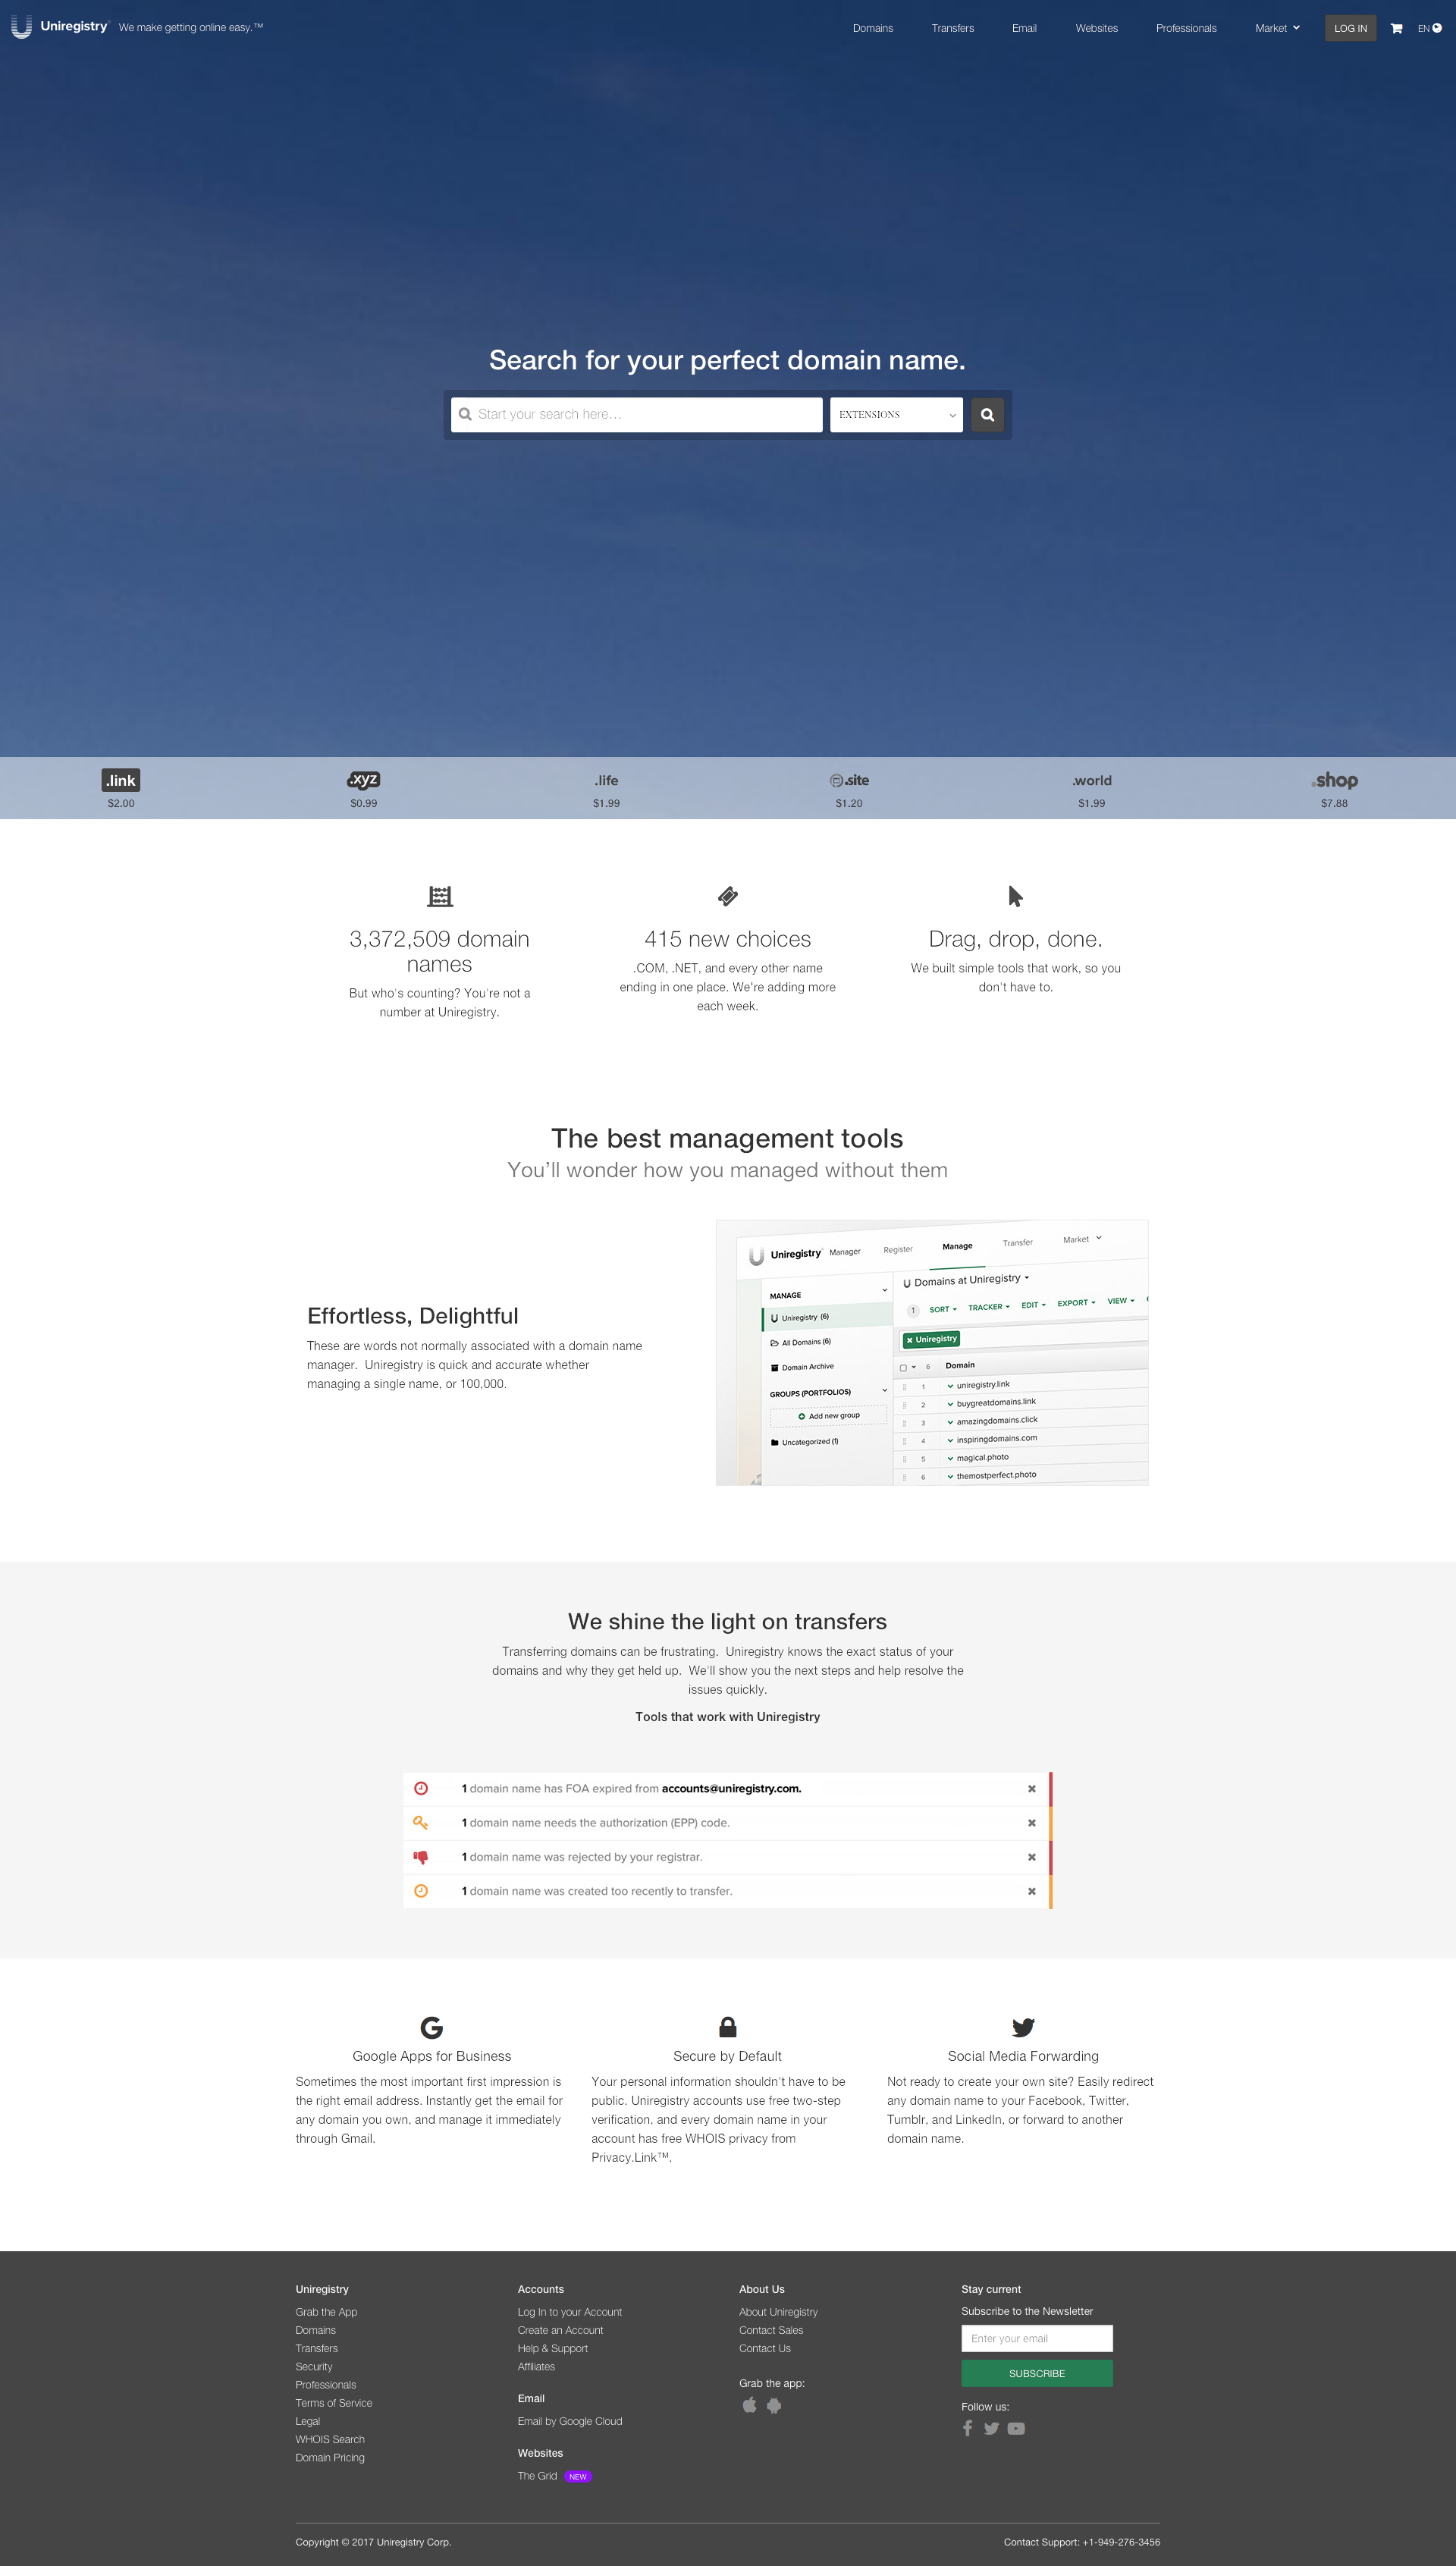 Uniregistry We make getting online easy.™
Domains Transfers Email Websites Professionals Market LOG IN EN
Search for your perfect domain name.
Start your search here... EXTENSIONS
.link .xyz .life .site .world .shop
$2.00 $0.99 $1.99 $1.20 $1.99 $7.88
3,372,509 domain
names
But who's counting? You're not a
number at Uniregistry.
415 new choices
.COM, .NET, and every other name
ending in one place. We're adding more
each week.
Drag, drop, done.
We built simple tools that work, so you
don't have to.
The best management tools
You'll wonder how you managed without them
Effortless, Delightful
These are words not normally associated with a domain name
manager. Uniregistry is quick and accurate whether
managing a single name, or 100,000.
Uniregistry Manager Register Manage Transfer Market
MANAGE
Uniregistry (6)
All Domains (6)
Domain Archive
GROUPS (PORTFOLIOS)
Add new group
Uncategorized (1)
Domains at Uniregistry
1 SORT TRACKER EDIT EXPORT VIEW
Uniregistry
6 Domain
1 uniregistry.link
2 buygreatdomains.link
3 amazingdomains.click
4 inspiringdomains.com
5 magical.photo
6 themostperfect.photo
We shine the light on transfers
Transferring domains can be frustrating. Uniregistry knows the exact status of your
domains and why they get held up. We'll show you the next steps and help resolve the
issues quickly.
Tools that work with Uniregistry
1 domain name has FOA expired from accounts@uniregistry.com.
1 domain name needs the authorization (EPP) code.
1 domain name was rejected by your registrar.
1 domain name was created too recently to transfer.
Google Apps for Business
Sometimes the most important first impression is
the right email address. Instantly get the email for
any domain you own, and manage it immediately
through Gmail.
Secure by Default
Your personal information shouldn't have to be
public. Uniregistry accounts use free two-step
verification, and every domain name in your
account has free WHOIS privacy from
Privacy.Link™.
Social Media Forwarding
Not ready to create your own site? Easily redirect
any domain name to your Facebook, Twitter,
Tumblr, and LinkedIn, or forward to another
domain name.
Uniregistry
Grab the App
Domains
Transfers
Security
Professionals
Terms of Service
Legal
WHOIS Search
Domain Pricing
Accounts
Log In to your Account
Create an Account
Help & Support
Affiliates
Email
Email by Google Cloud
Websites
The Grid NEW
About Us
About Uniregistry
Contact Sales
Contact Us
Grab the app:
Stay current
Subscribe to the Newsletter
Enter your email
SUBSCRIBE
Follow us:
Copyright © 2017 Uniregistry Corp.
Contact Support: +1-949-276-3456